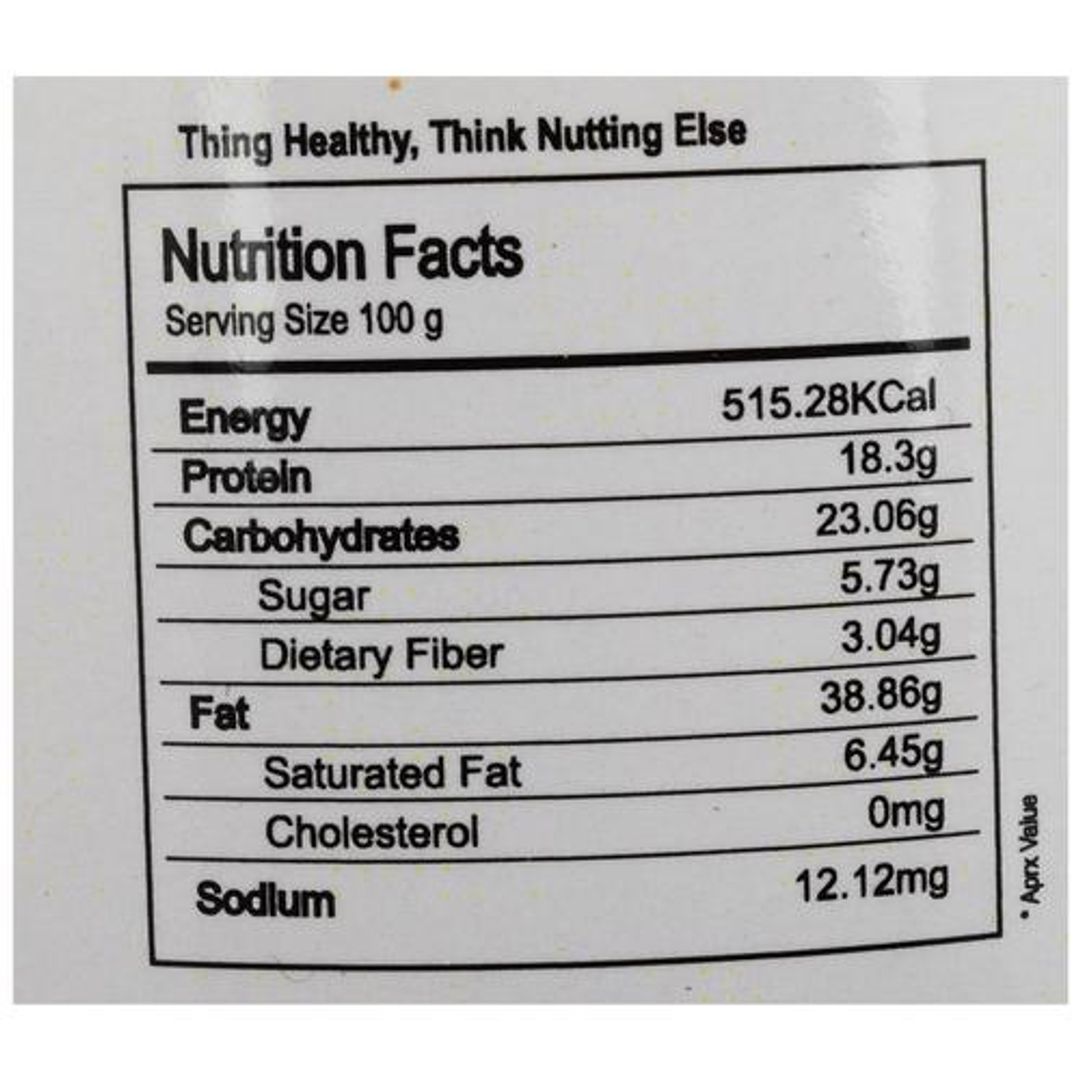 Thing Healthy, Think Nutting Else
Nutrition Facts
Serving Size 100 g
Energy 515.28KCal
Protein 18.3g
Carbohydrates 23.06g
Sugar 5.73g
Dietary Fiber 3.04g
Fat 38.86g
Saturated Fat 6.45g
Cholesterol 0mg
Sodium 12.12mg
* Aprx Value